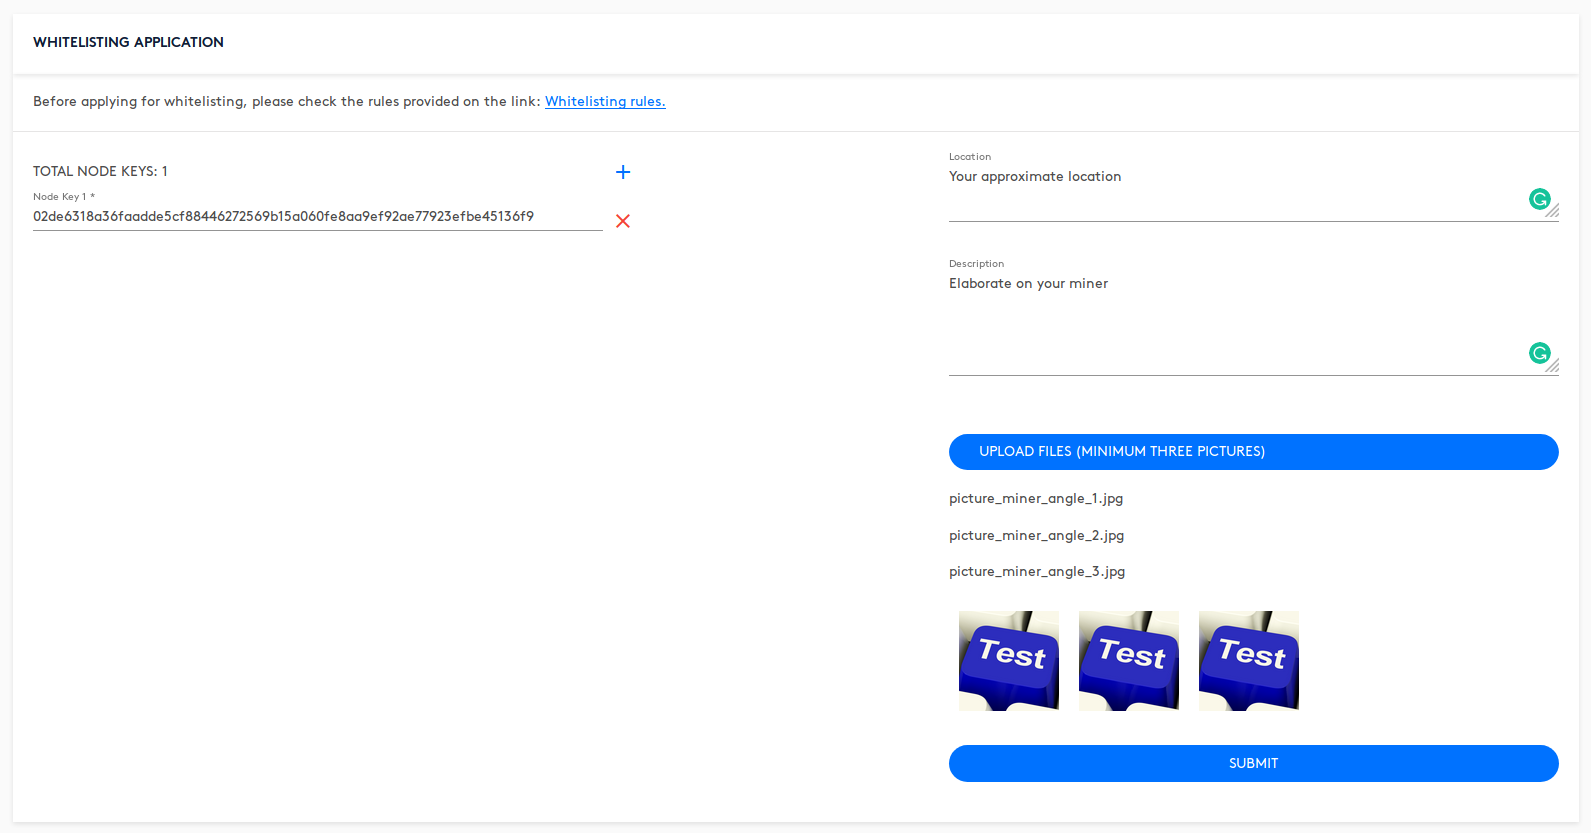 WHITELISTING APPLICATION
Before applying for whitelisting, please check the rules provided on the link: Whitelisting rules.
TOTAL NODE KEYS: 1
Node Key 1 *
02de6318a36faadde5cf88446272569b15a060fe8aa9ef92ae77923efbe45136f9
Location
Your approximate location
Description
Elaborate on your miner
UPLOAD FILES (MINIMUM THREE PICTURES)
picture_miner_angle_1.jpg
picture_miner_angle_2.jpg
picture_miner_angle_3.jpg
Test Test Test
SUBMIT